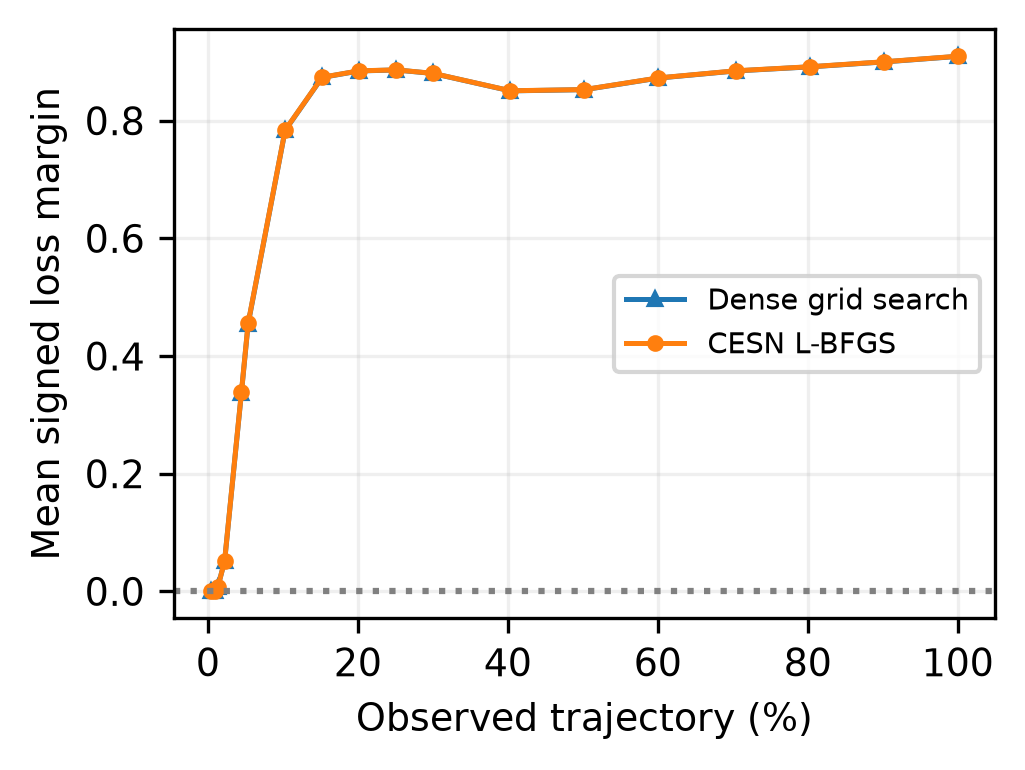 Mean signed loss margin
0.8
0.6
0.4
0.2
0.0
Dense grid search
CESN L-BFGS
0 20 40 60 80 100
Observed trajectory (%)